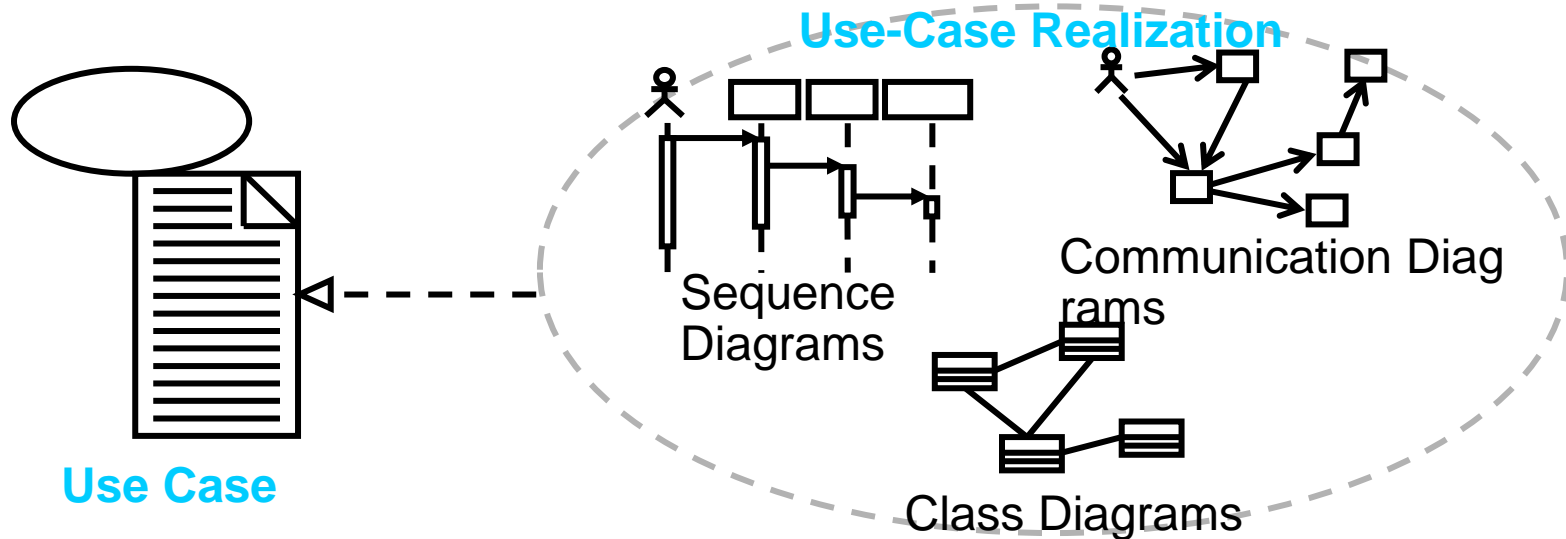 Use-Case Realization
Sequence
Diagrams
Communication Diag
rams
Class Diagrams
Use Case